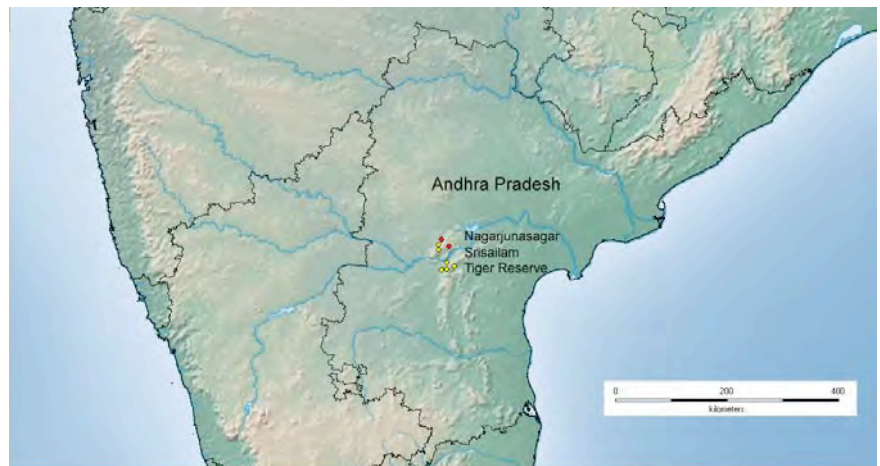 Andhra Pradesh
Nagarjunasagar
Srisailam
Tiger Reserve
0 200 400
kilometers